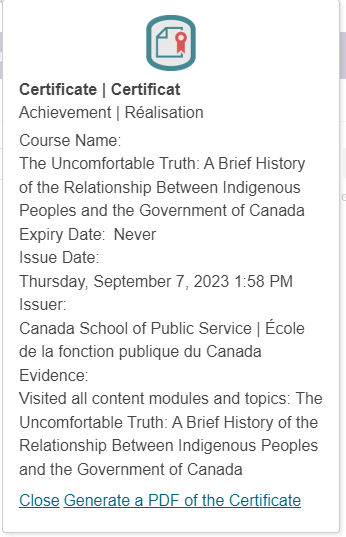 Certificate | Certificat
Achievement | Réalisation
Course Name:
The Uncomfortable Truth: A Brief History
of the Relationship Between Indigenous
Peoples and the Government of Canada
Expiry Date: Never
Issue Date:
Thursday, September 7, 2023 1:58 PM
Issuer:
Canada School of Public Service | École
de la fonction publique du Canada
Evidence:
Visited all content modules and topics: The
Uncomfortable Truth: A Brief History of the
Relationship Between Indigenous Peoples
and the Government of Canada
Close Generate a PDF of the Certificate